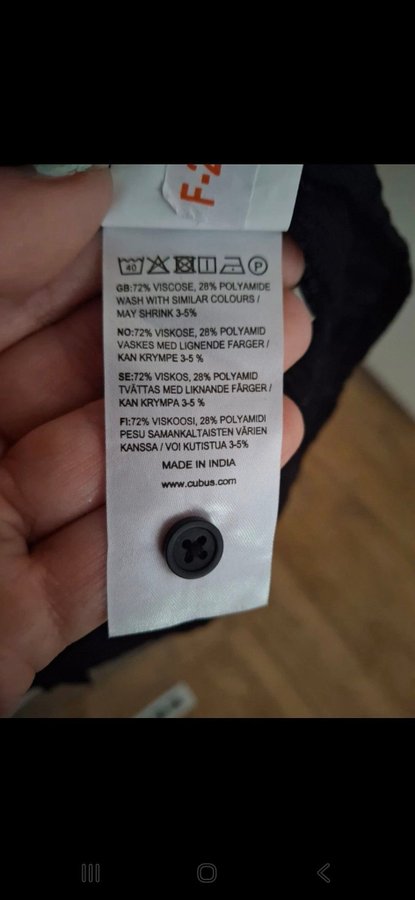 F-2
40 P
GB:72% VISCOSE, 28% POLYAMIDE
WASH WITH SIMILAR COLOURS /
MAY SHRINK 3-5%
NO:72% VISKOSE, 28% POLYAMID
VASKES MED LIGNENDE FARGER /
KAN KRYMPE 3-5 %
SE:72% VISKOS, 28% POLYAMID
TVÄTTAS MED LIKNANDE FÄRGER /
KAN KRYMPA 3-5 %
FI:72% VISKOOSI, 28% POLYAMIDI
PESU SAMANKALTAISTEN VÄRIEN
KANSSA / VOI KUTISTUA 3-5%
MADE IN INDIA
www.cubus.com